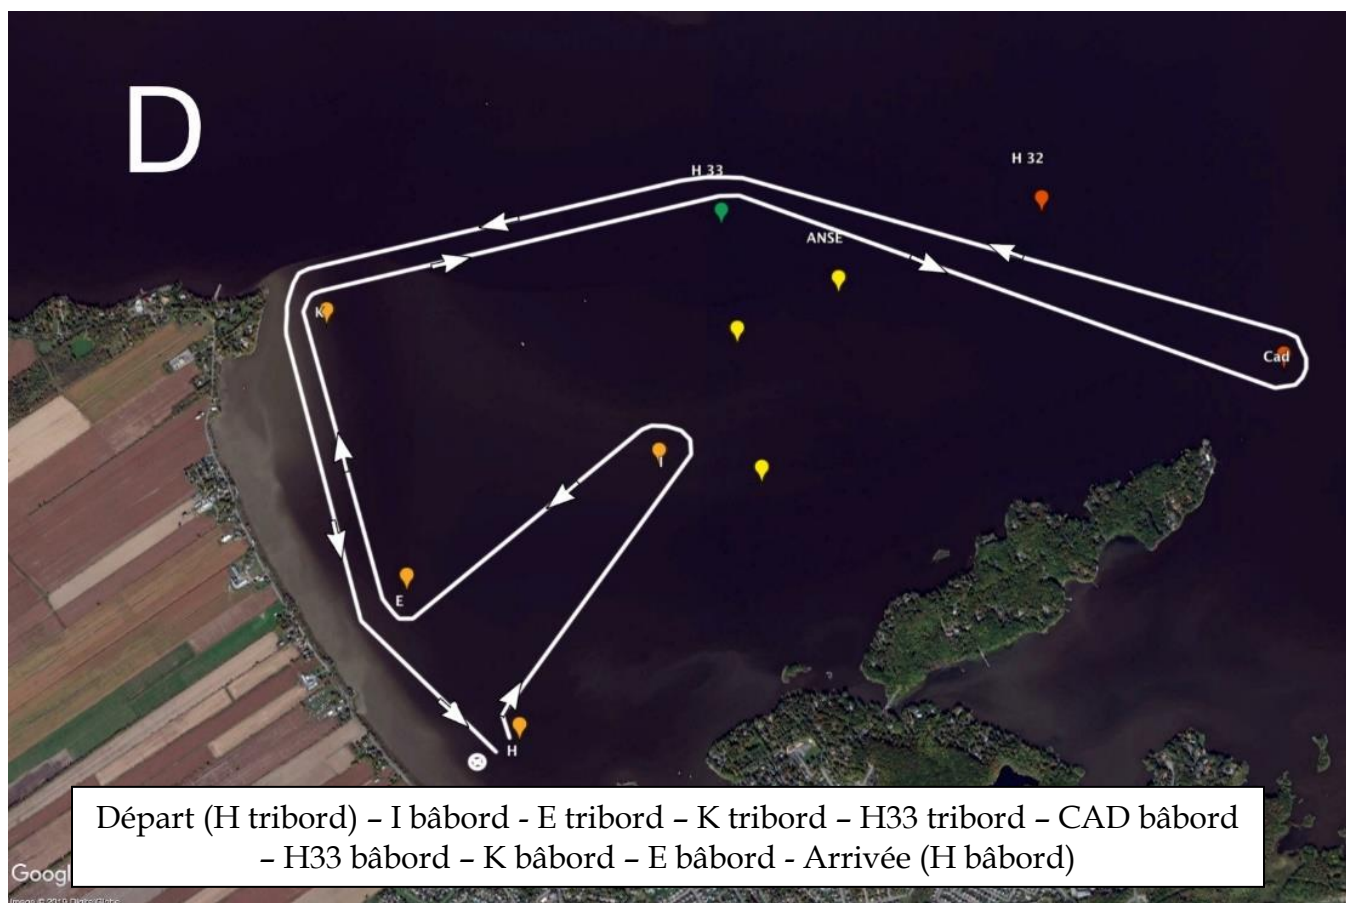 D
H 33
H 32
ANSE
K
Cad
I
E
H
Départ (H tribord) – I bâbord - E tribord – K tribord – H33 tribord – CAD bâbord
– H33 bâbord – K bâbord – E bâbord - Arrivée (H bâbord)
Googl